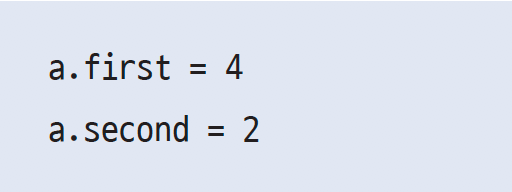 a.first = 4
a.second = 2